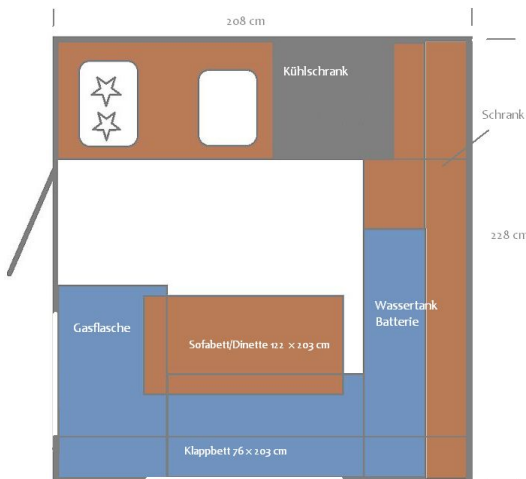 208 cm
Kühlschrank
Schrank
228 cm
Gasflasche
Wassertank
Batterie
Sofabett/Dinette 122 x 203 cm
Klappbett 76 x 203 cm